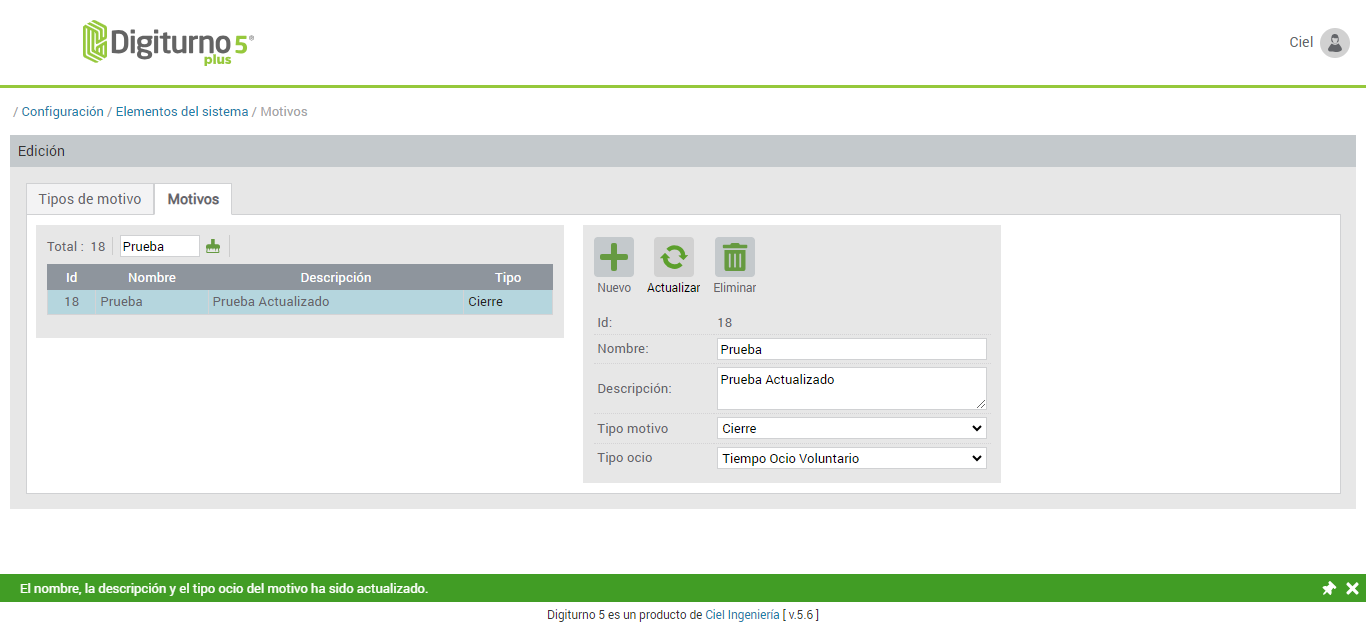 Digiturno 5®
plus
Ciel
/ Configuración / Elementos del sistema / Motivos
Edición
Tipos de motivo Motivos
Total : 18 Prueba
Id Nombre Descripción Tipo
18 Prueba Prueba Actualizado Cierre
Nuevo Actualizar Eliminar
Id: 18
Nombre: Prueba
Descripción: Prueba Actualizado
Tipo motivo Cierre
Tipo ocio Tiempo Ocio Voluntario
El nombre, la descripción y el tipo ocio del motivo ha sido actualizado.
Digiturno 5 es un producto de Ciel Ingeniería [ v.5.6 ]